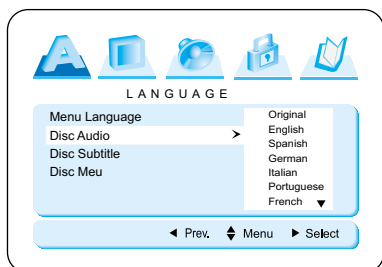 A
LANGUAGE
Menu Language
Disc Audio
Disc Subtitle
Disc Meu
Original
English
Spanish
German
Italian
Portuguese
French
Prev. Menu Select